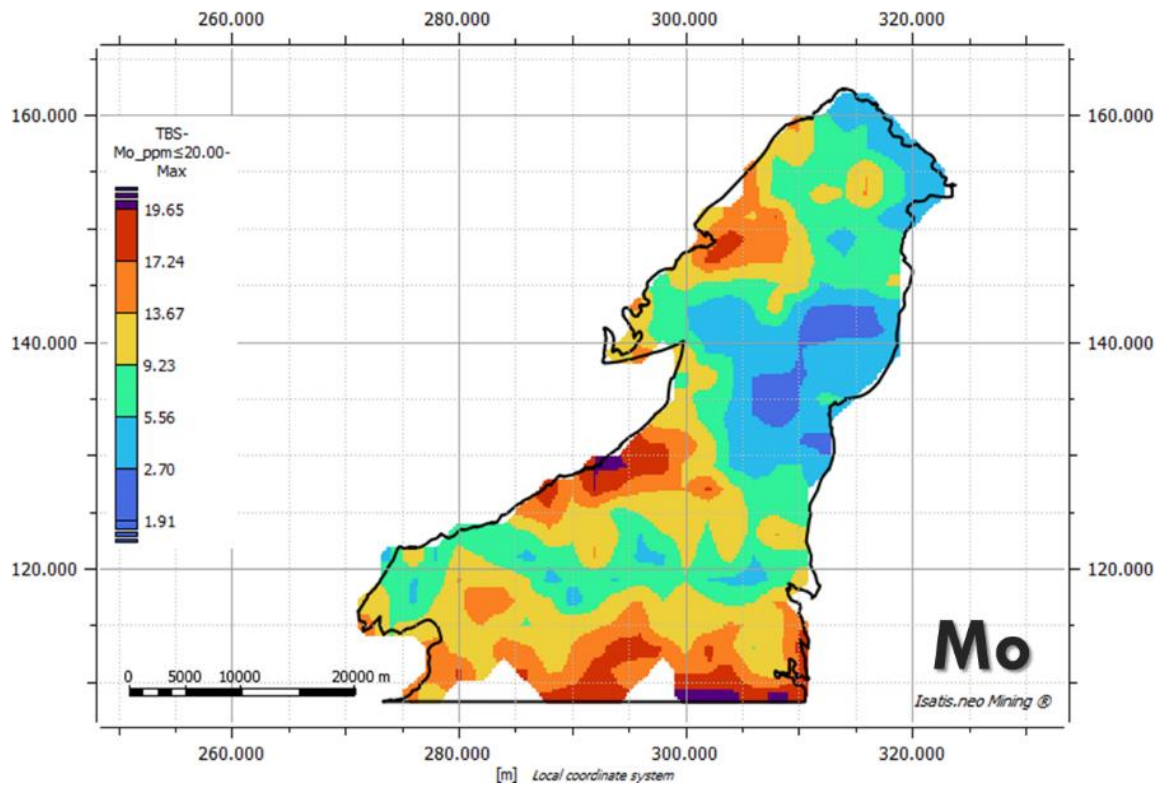 260.000 280.000 300.000 320.000
160.000 160.000
TBS-
Mo_ppm≤20.00-
Max
19.65
17.24
13.67
9.23
5.56
2.70
1.91
140.000 140.000
120.000 120.000
Mo
0 5000 10000 20000 m
Isatis.neo Mining ®
260.000 280.000 300.000 320.000
[m] Local coordinate system